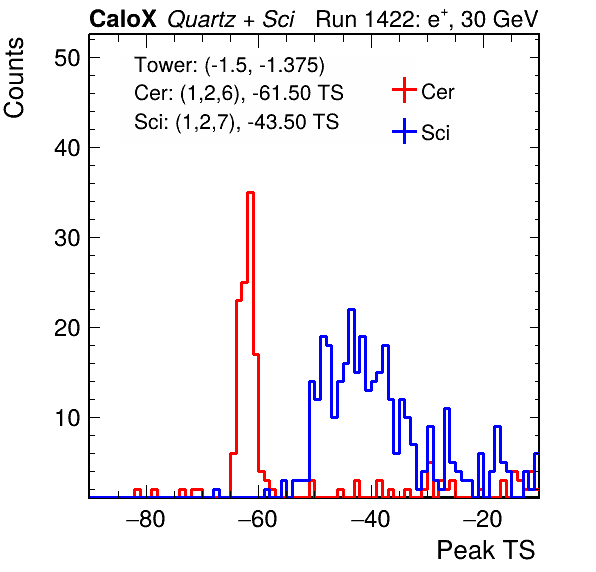 CaloX Quartz + Sci Run 1422: e⁺, 30 GeV
Counts
50
40
30
20
10
Tower: (-1.5, -1.375)
Cer: (1,2,6), -61.50 TS
Sci: (1,2,7), -43.50 TS
Cer
Sci
−80 −60 −40 −20
Peak TS